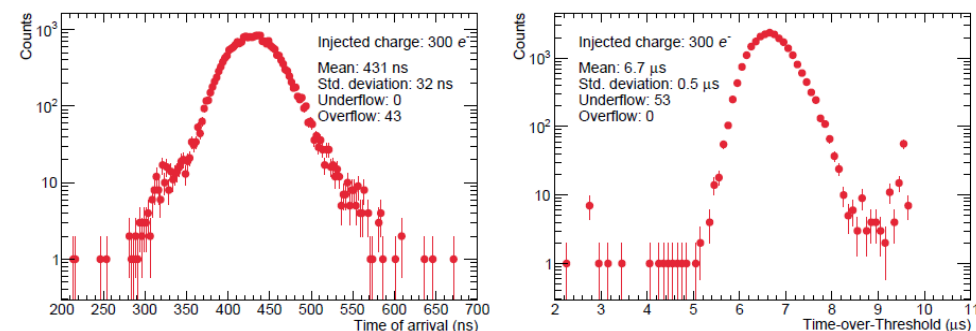 Counts
10³
10²
10
1
Injected charge: 300 e⁻
Mean: 431 ns
Std. deviation: 32 ns
Underflow: 0
Overflow: 43
200 250 300 350 400 450 500 550 600 650 700
Time of arrival (ns)
Counts
10³
10²
10
1
Injected charge: 300 e⁻
Mean: 6.7 μs
Std. deviation: 0.5 μs
Underflow: 53
Overflow: 0
2 3 4 5 6 7 8 9 10 11
Time-over-Threshold (μs)